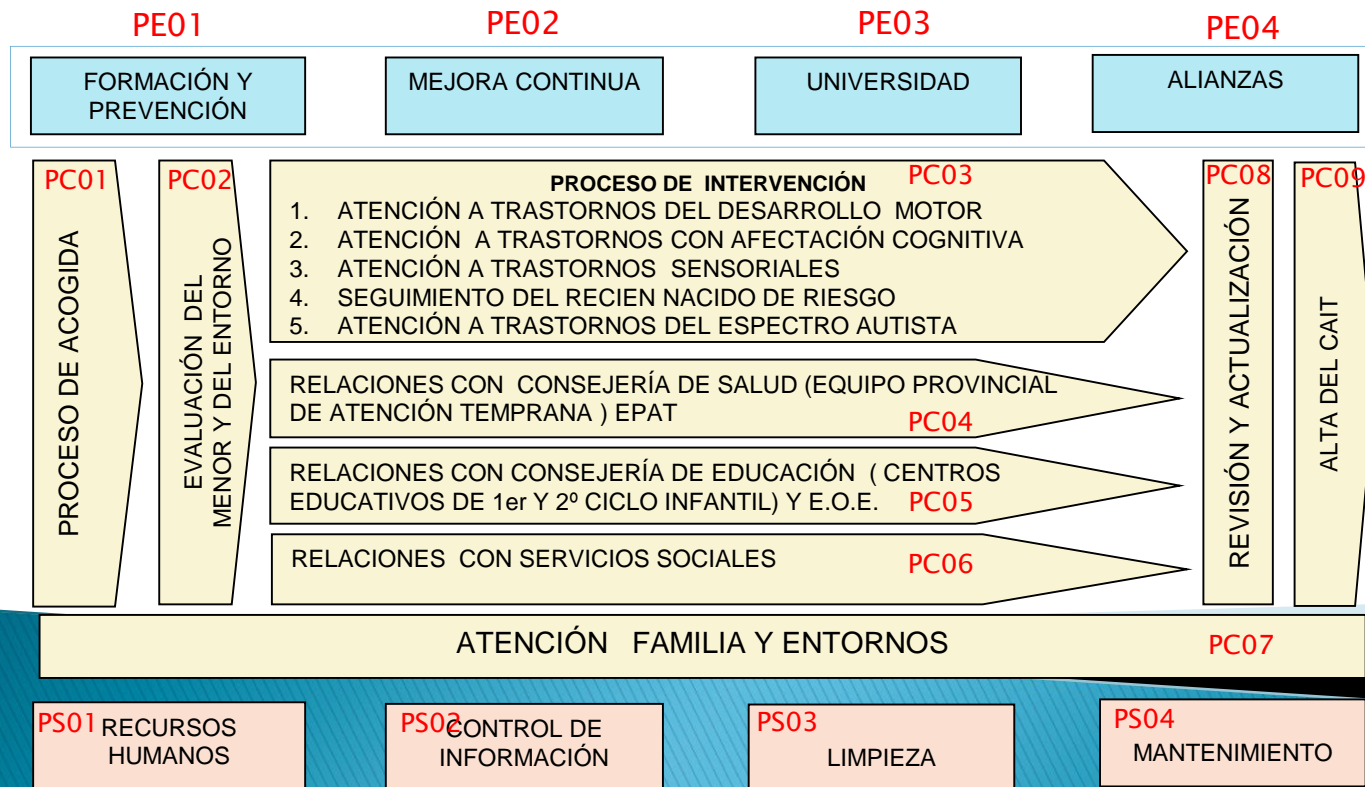 PE01
PE02
PE03
PE04
FORMACIÓN Y
PREVENCIÓN
MEJORA CONTINUA
UNIVERSIDAD
ALIANZAS
PC01
PROCESO DE ACOGIDA
PC02
EVALUACIÓN DEL
MENOR Y DEL ENTORNO
PROCESO DE INTERVENCIÓN
PC03
1. ATENCIÓN A TRASTORNOS DEL DESARROLLO MOTOR
2. ATENCIÓN A TRASTORNOS CON AFECTACIÓN COGNITIVA
3. ATENCIÓN A TRASTORNOS SENSORIALES
4. SEGUIMIENTO DEL RECIEN NACIDO DE RIESGO
5. ATENCIÓN A TRASTORNOS DEL ESPECTRO AUTISTA
RELACIONES CON CONSEJERÍA DE SALUD (EQUIPO PROVINCIAL
DE ATENCIÓN TEMPRANA ) EPAT
PC04
RELACIONES CON CONSEJERÍA DE EDUCACIÓN ( CENTROS
EDUCATIVOS DE 1er Y 2º CICLO INFANTIL) Y E.O.E.
PC05
RELACIONES CON SERVICIOS SOCIALES
PC06
PC08
REVISIÓN Y ACTUALIZACIÓN
PC09
ALTA DEL CAIT
ATENCIÓN FAMILIA Y ENTORNOS
PC07
PS01
RECURSOS
HUMANOS
PS02
CONTROL DE
INFORMACIÓN
PS03
LIMPIEZA
PS04
MANTENIMIENTO